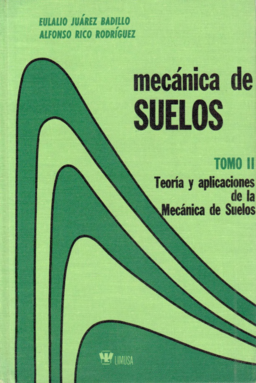 EULALIO JUÁREZ BADILLO
ALFONSO RICO RODRÍGUEZ
mecánica de
SUELOS
TOMO II
Teoría y aplicaciones
de la
Mecánica de Suelos
LIMUSA